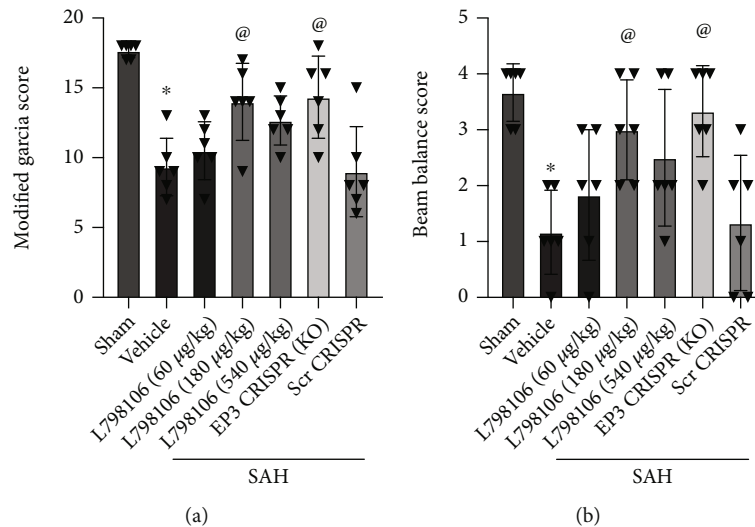 20
15
10
5
0
Modified garcia score
*
@
@
Sham
Vehicle
L798106 (60 μg/kg)
L798106 (180 μg/kg)
L798106 (540 μg/kg)
EP3 CRISPR (KO)
Scr CRISPR
SAH
(a)
5
4
3
2
1
0
Beam balance score
*
@
@
Sham
Vehicle
L798106 (60 μg/kg)
L798106 (180 μg/kg)
L798106 (540 μg/kg)
EP3 CRISPR (KO)
Scr CRISPR
SAH
(b)